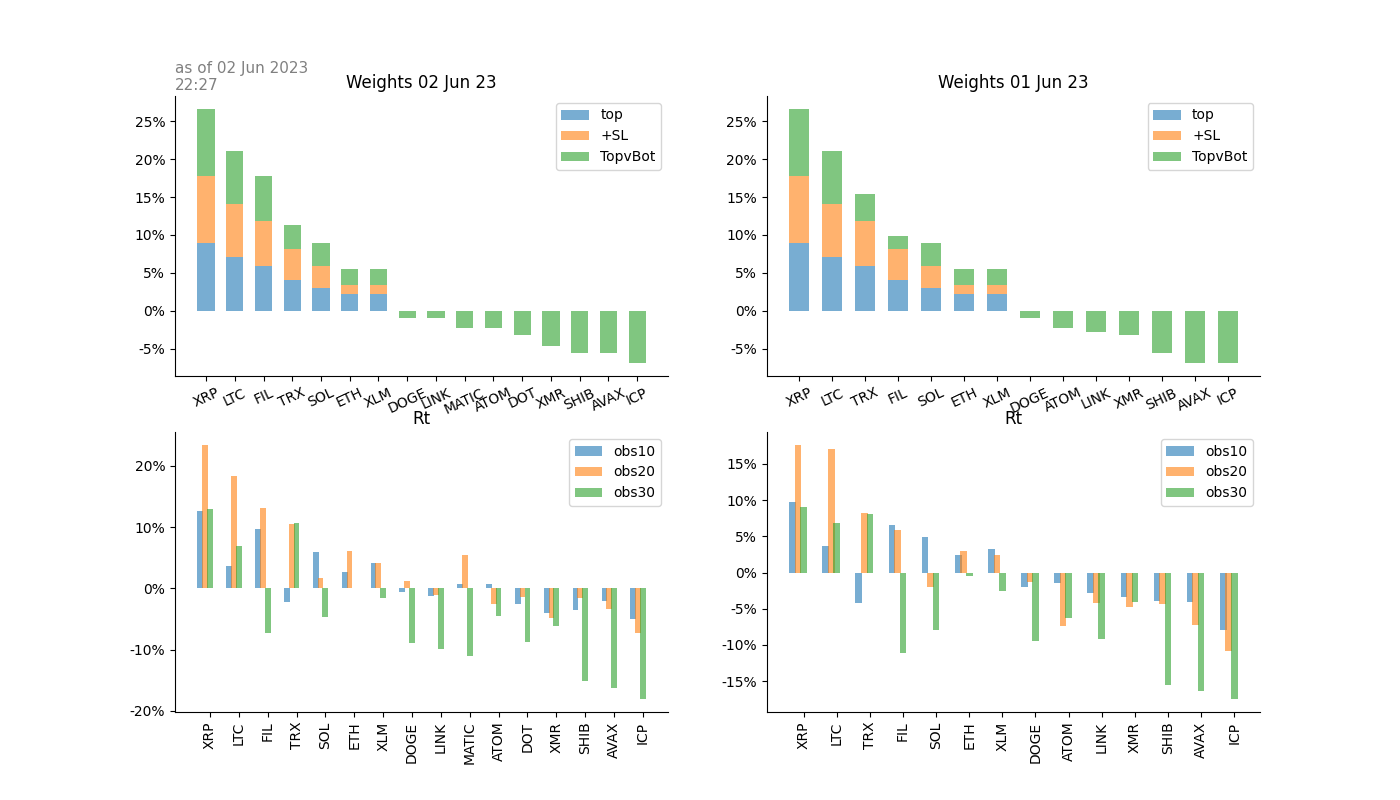 as of 02 Jun 2023
22:27
Weights 02 Jun 23
25%
20%
15%
10%
5%
0%
-5%
top
+SL
TopvBot
XRP LTC FIL TRX SOL ETH XLM DOGE LINK MATIC ATOM DOT XMR SHIB AVAX ICP
Weights 01 Jun 23
25%
20%
15%
10%
5%
0%
-5%
top
+SL
TopvBot
XRP LTC TRX FIL SOL ETH XLM DOGE ATOM LINK XMR SHIB AVAX ICP
Rt
20%
10%
0%
-10%
-20%
obs10
obs20
obs30
XRP LTC FIL TRX SOL ETH XLM DOGE LINK MATIC ATOM DOT XMR SHIB AVAX ICP
Rt
15%
10%
5%
0%
-5%
-10%
-15%
obs10
obs20
obs30
XRP LTC TRX FIL SOL ETH XLM DOGE ATOM LINK XMR SHIB AVAX ICP